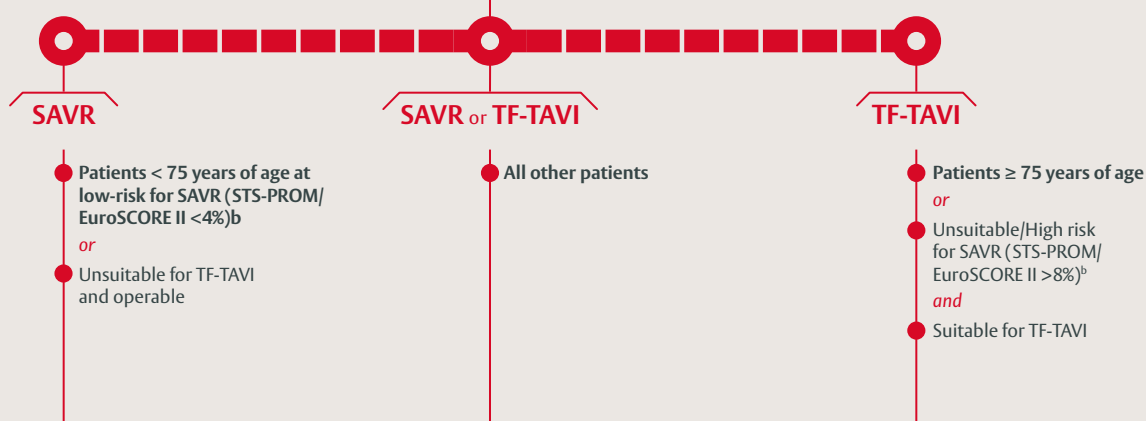 SAVR
Patients < 75 years of age at
low-risk for SAVR (STS-PROM/
EuroSCORE II <4%)b
or
Unsuitable for TF-TAVI
and operable
SAVR or TF-TAVI
All other patients
TF-TAVI
Patients ≥ 75 years of age
or
Unsuitable/High risk
for SAVR (STS-PROM/
EuroSCORE II >8%)ᵇ
and
Suitable for TF-TAVI